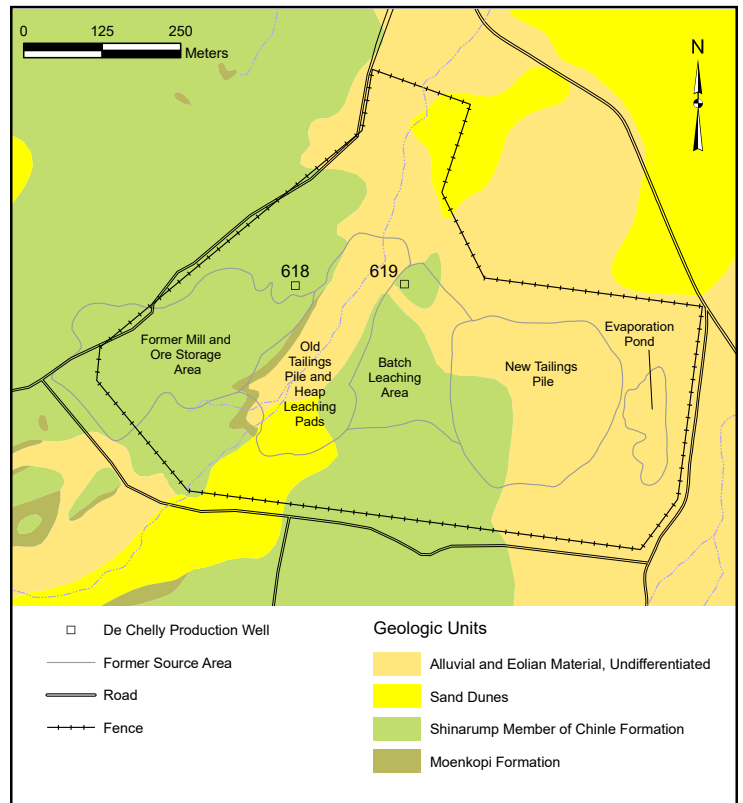 0 125 250
Meters
N
618
619
Former Mill and
Ore Storage
Area
Old
Tailings
Pile and
Heap
Leaching
Pads
Batch
Leaching
Area
New Tailings
Pile
Evaporation
Pond
De Chelly Production Well
Former Source Area
Road
Fence
Geologic Units
Alluvial and Eolian Material, Undifferentiated
Sand Dunes
Shinarump Member of Chinle Formation
Moenkopi Formation